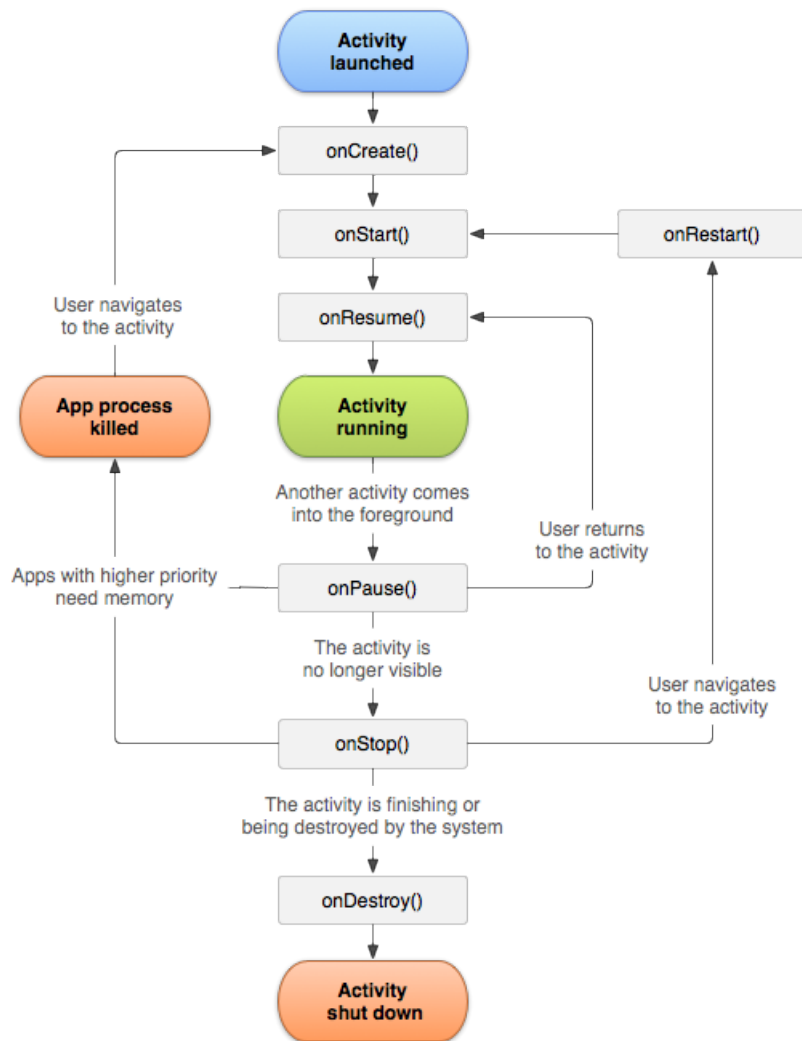 Activity
launched
onCreate()
onStart()
onRestart()
User navigates
to the activity
onResume()
App process
killed
Activity
running
Another activity comes
into the foreground
User returns
to the activity
Apps with higher priority
need memory
onPause()
The activity is
no longer visible
User navigates
to the activity
onStop()
The activity is finishing or
being destroyed by the system
onDestroy()
Activity
shut down